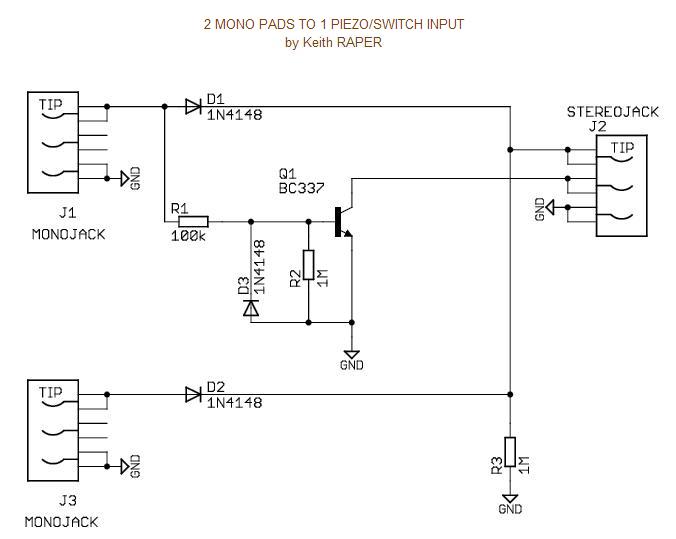 2 MONO PADS TO 1 PIEZO/SWITCH INPUT
by Keith RAPER
TIP
GND
J1
MONOJACK
D1
1N4148
STEREOJACK
J2
TIP
GND
Q1
BC337
R1
100k
D3
1N4148
R2
1M
GND
TIP
GND
J3
MONOJACK
D2
1N4148
R3
1M
GND